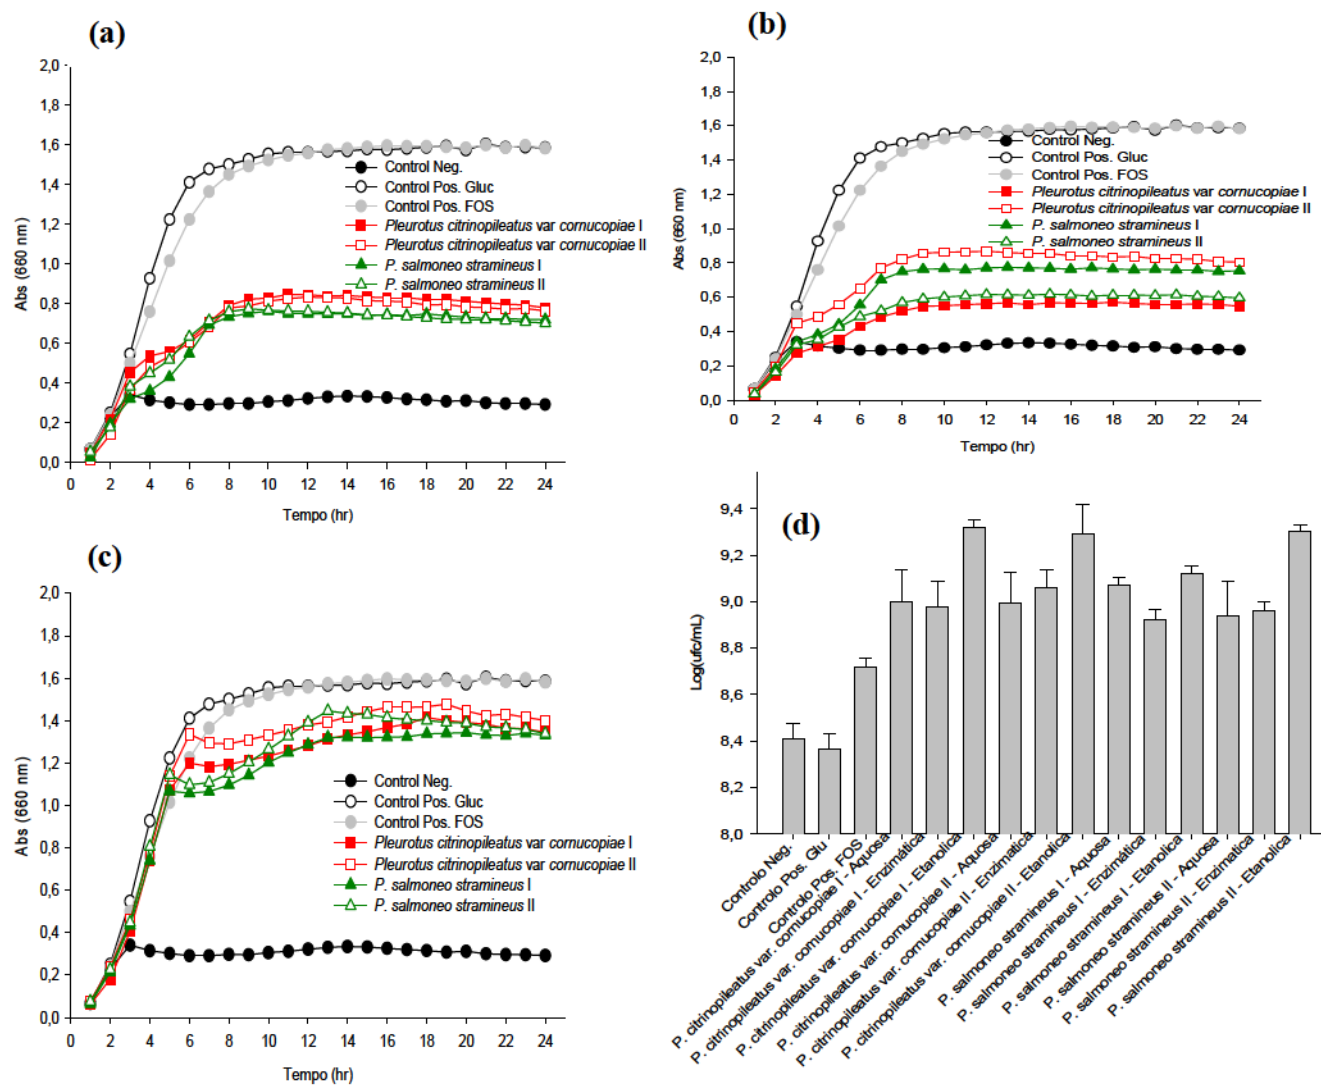 (a)
2,0
1,8
1,6
1,4
1,2
1,0
0,8
0,6
0,4
0,2
0,0
Abs (660 nm)
0 2 4 6 8 10 12 14 16 18 20 22 24
Tempo (hr)
Control Neg.
Control Pos. Gluc
Control Pos. FOS
Pleurotus citrinopileatus var cornucopiae I
Pleurotus citrinopileatus var cornucopiae II
P. salmoneo stramineus I
P. salmoneo stramineus II
(b)
2,0
1,8
1,6
1,4
1,2
1,0
0,8
0,6
0,4
0,2
0,0
Abs (660 nm)
0 2 4 6 8 10 12 14 16 18 20 22 24
Tempo (hr)
Control Neg.
Control Pos. Gluc
Control Pos. FOS
Pleurotus citrinopileatus var cornucopiae I
Pleurotus citrinopileatus var cornucopiae II
P. salmoneo stramineus I
P. salmoneo stramineus II
(c)
2,0
1,8
1,6
1,4
1,2
1,0
0,8
0,6
0,4
0,2
0,0
Abs (660 nm)
0 2 4 6 8 10 12 14 16 18 20 22 24
Tempo (hr)
Control Neg.
Control Pos. Gluc
Control Pos. FOS
Pleurotus citrinopileatus var cornucopiae I
Pleurotus citrinopileatus var cornucopiae II
P. salmoneo stramineus I
P. salmoneo stramineus II
(d)
9,4
9,2
9,0
8,8
8,6
8,4
8,2
8,0
Log(ufc/mL)
Controlo Neg.
Controlo Pos. Glu
Controlo Pos. FOS
P. citrinopileatus var. cornucopiae I - Aquosa
P. citrinopileatus var. cornucopiae I - Enzimática
P. citrinopileatus var. cornucopiae I - Etanolica
P. citrinopileatus var. cornucopiae II - Aquosa
P. citrinopileatus var. cornucopiae II - Enzimatica
P. citrinopileatus var. cornucopiae II - Etanolica
P. salmoneo stramineus I - Aquosa
P. salmoneo stramineus I - Enzimática
P. salmoneo stramineus I - Etanolica
P. salmoneo stramineus II - Aquosa
P. salmoneo stramineus II - Enzimatica
P. salmoneo stramineus II - Etanolica